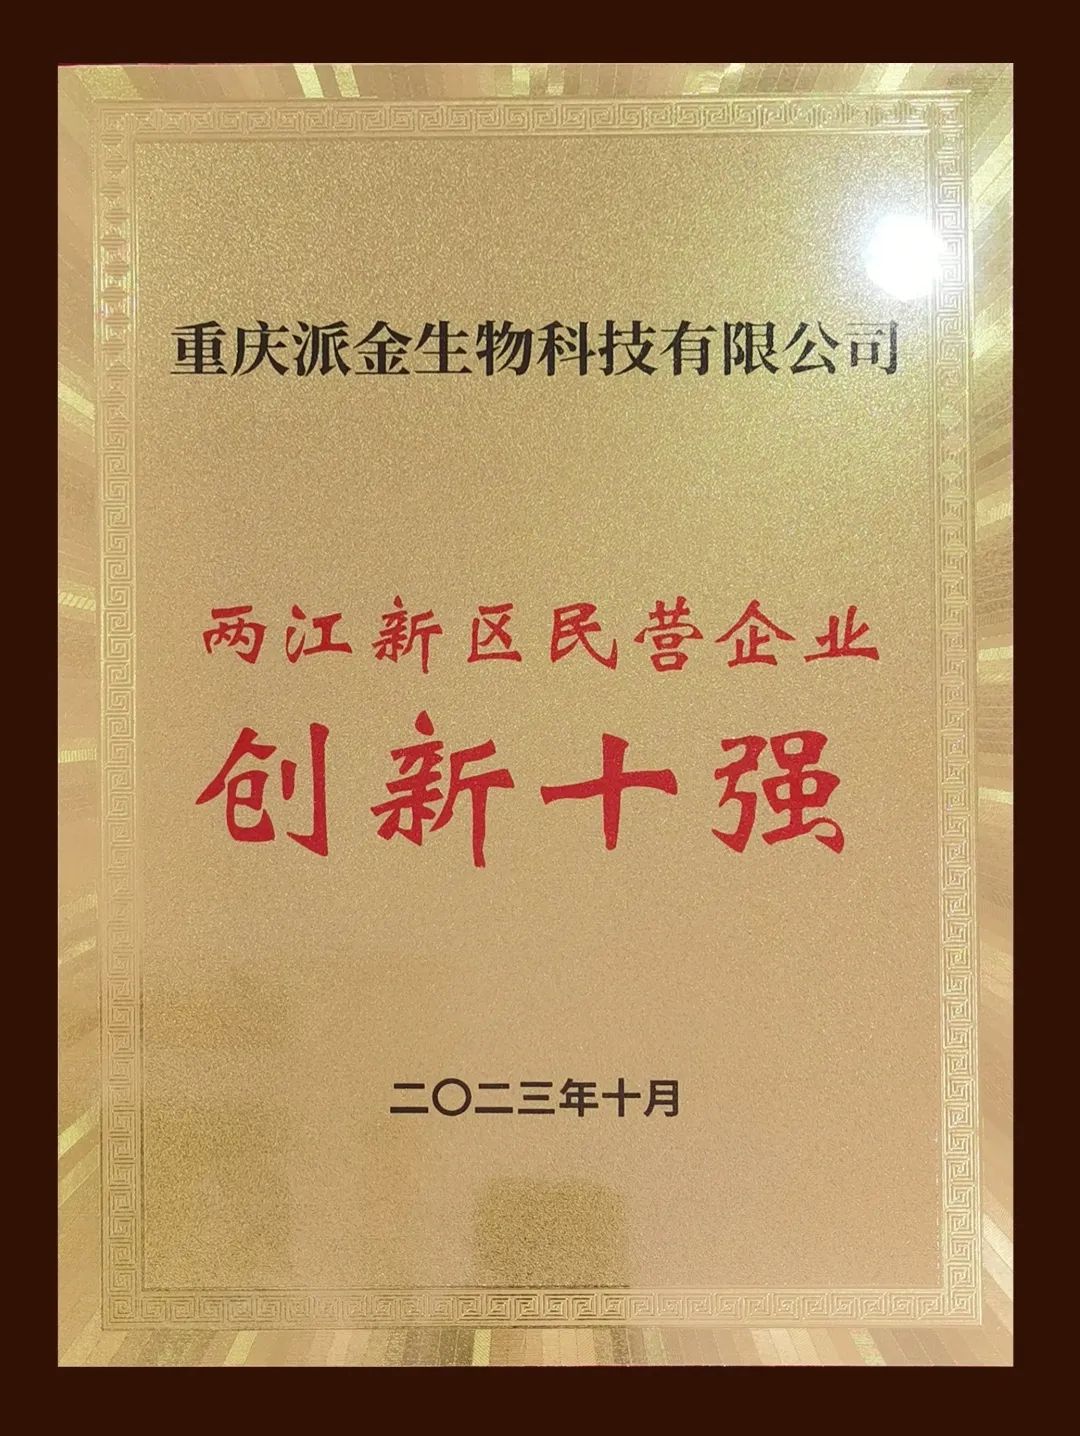 重庆派金生物科技有限公司
两江新区民营企业
创新十强
二〇二三年十月